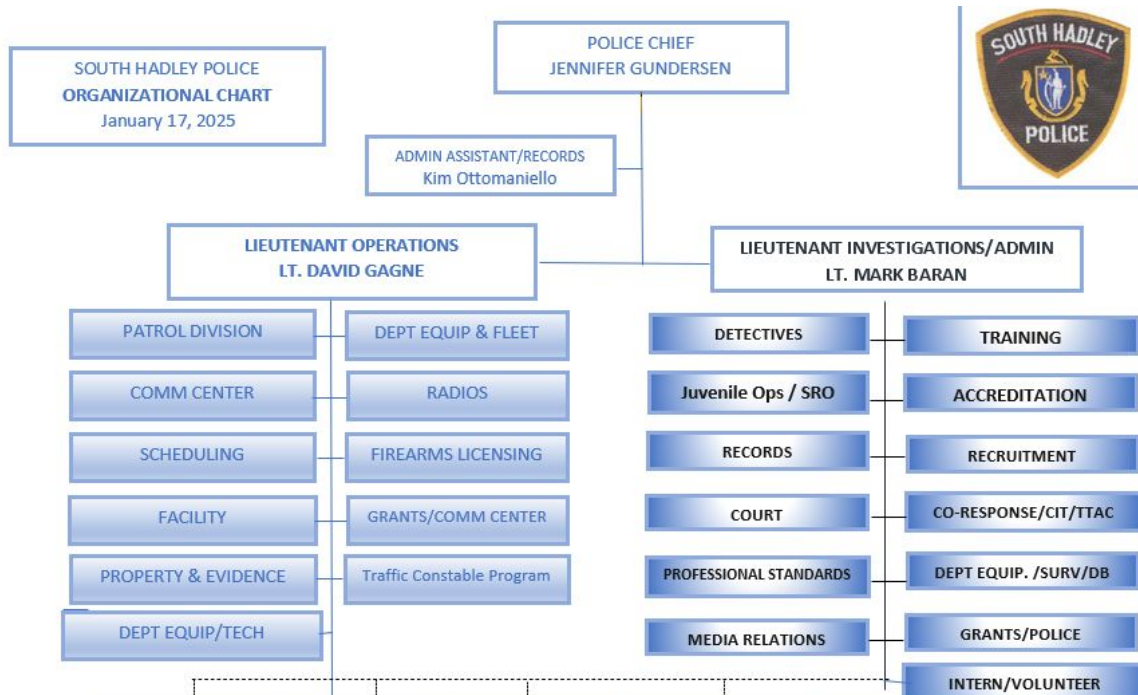 SOUTH HADLEY POLICE
ORGANIZATIONAL CHART
January 17, 2025
POLICE CHIEF
JENNIFER GUNDERSEN
SOUTH HADLEY
POLICE
ADMIN ASSISTANT/RECORDS
Kim Ottomaniello
LIEUTENANT OPERATIONS
LT. DAVID GAGNE
LIEUTENANT INVESTIGATIONS/ADMIN
LT. MARK BARAN
PATROL DIVISION
DEPT EQUIP & FLEET
COMM CENTER
RADIOS
SCHEDULING
FIREARMS LICENSING
FACILITY
GRANTS/COMM CENTER
PROPERTY & EVIDENCE
Traffic Constable Program
DEPT EQUIP/TECH
DETECTIVES
TRAINING
Juvenile Ops / SRO
ACCREDITATION
RECORDS
RECRUITMENT
COURT
CO-RESPONSE/CIT/TTAC
PROFESSIONAL STANDARDS
DEPT EQUIP. /SURV/DB
MEDIA RELATIONS
GRANTS/POLICE
INTERN/VOLUNTEER